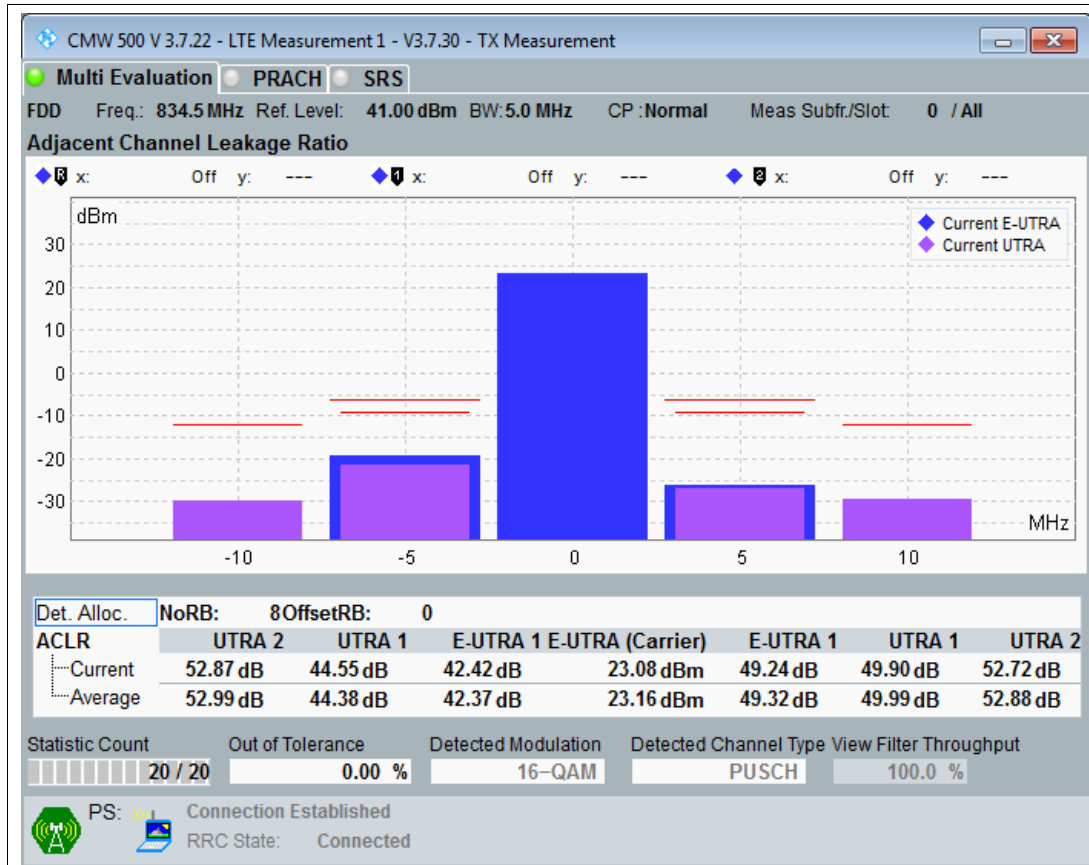 CMW 500 V 3.7.22 - LTE Measurement 1 - V3.7.30 - TX Measurement
Multi Evaluation PRACH SRS
FDD Freq.: 834.5 MHz Ref. Level: 41.00 dBm BW: 5.0 MHz CP : Normal Meas Subfr./Slot: 0 / All
Adjacent Channel Leakage Ratio
R x: Off y: --- 1 x: Off y: --- 2 x: Off y: ---
dBm
Current E-UTRA
Current UTRA
30
20
10
0
-10
-20
-30
MHz
-10 -5 0 5 10
Det. Alloc. NoRB: 8 OffsetRB: 0
ACLR UTRA 2 UTRA 1 E-UTRA 1 E-UTRA (Carrier) E-UTRA 1 UTRA 1 UTRA 2
Current 52.87 dB 44.55 dB 42.42 dB 23.08 dBm 49.24 dB 49.90 dB 52.72 dB
Average 52.99 dB 44.38 dB 42.37 dB 23.16 dBm 49.32 dB 49.99 dB 52.88 dB
Statistic Count Out of Tolerance Detected Modulation Detected Channel Type View Filter Throughput
20 / 20 0.00 % 16-QAM PUSCH 100.0 %
PS: Connection Established
RRC State: Connected